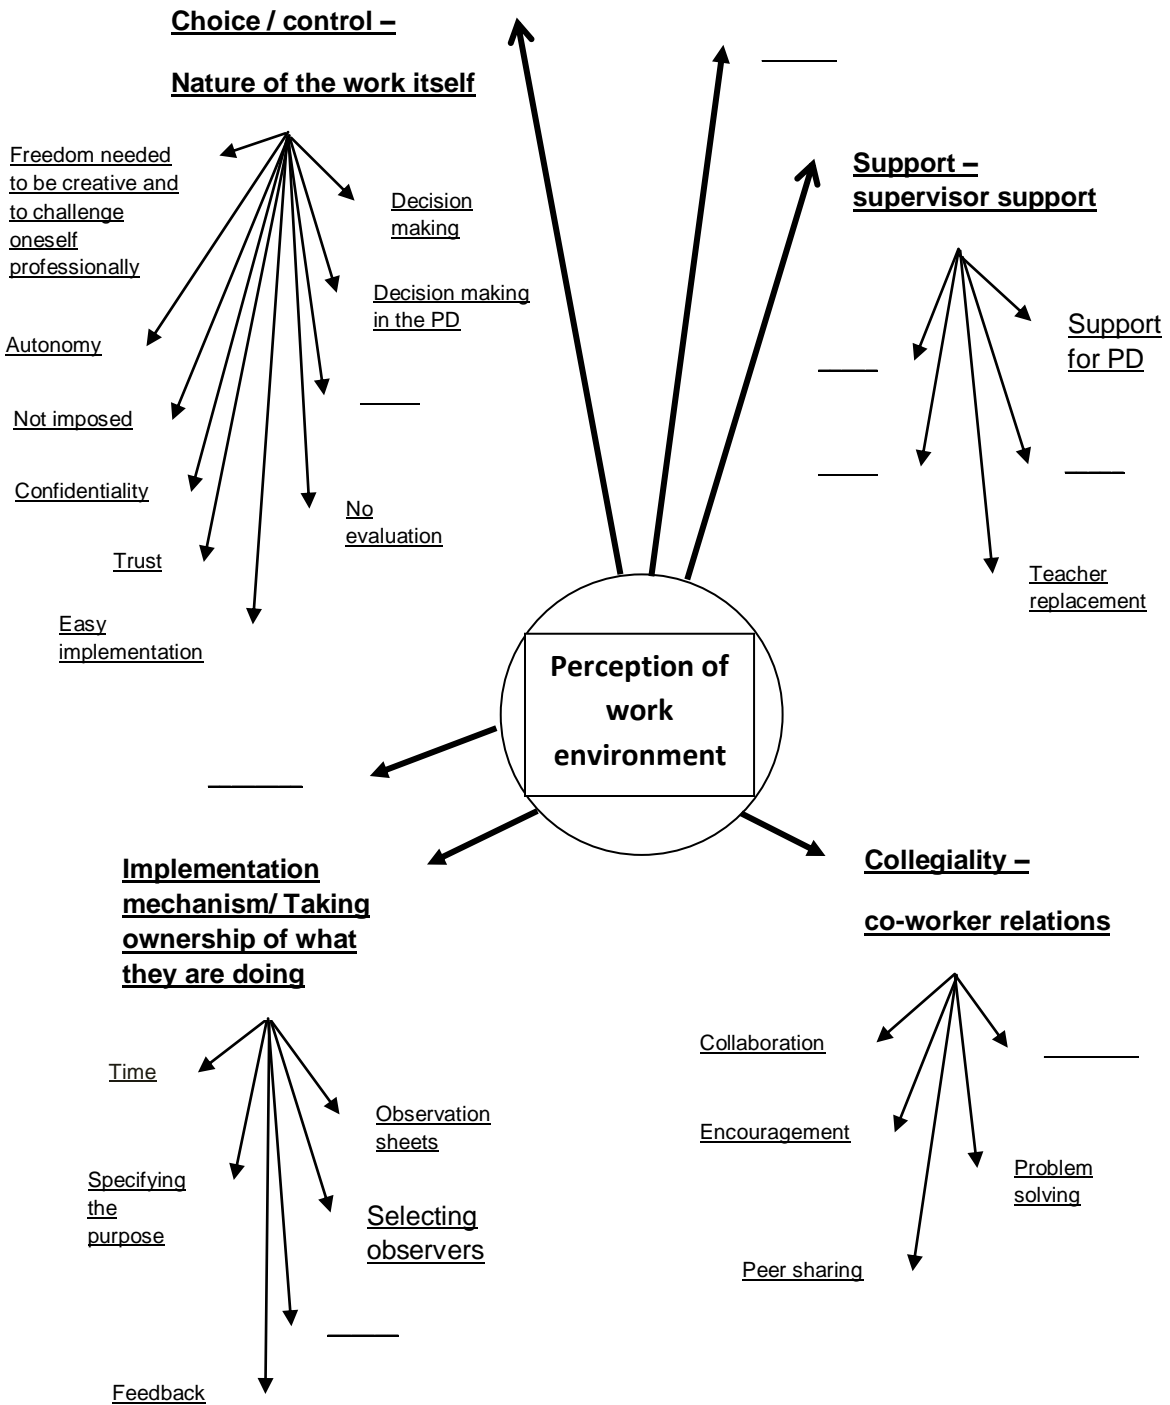 Choice / control –
Nature of the work itself
Freedom needed
to be creative and
to challenge
oneself
professionally
Autonomy
Not imposed
Confidentiality
Trust
Easy
implementation
Decision
making
Decision making
in the PD
No
evaluation
Support –
supervisor support
Support
for PD
Teacher
replacement
Perception of
work
environment
Implementation
mechanism/ Taking
ownership of what
they are doing
Time
Specifying
the
purpose
Feedback
Observation
sheets
Selecting
observers
Collegiality –
co-worker relations
Collaboration
Encouragement
Peer sharing
Problem
solving